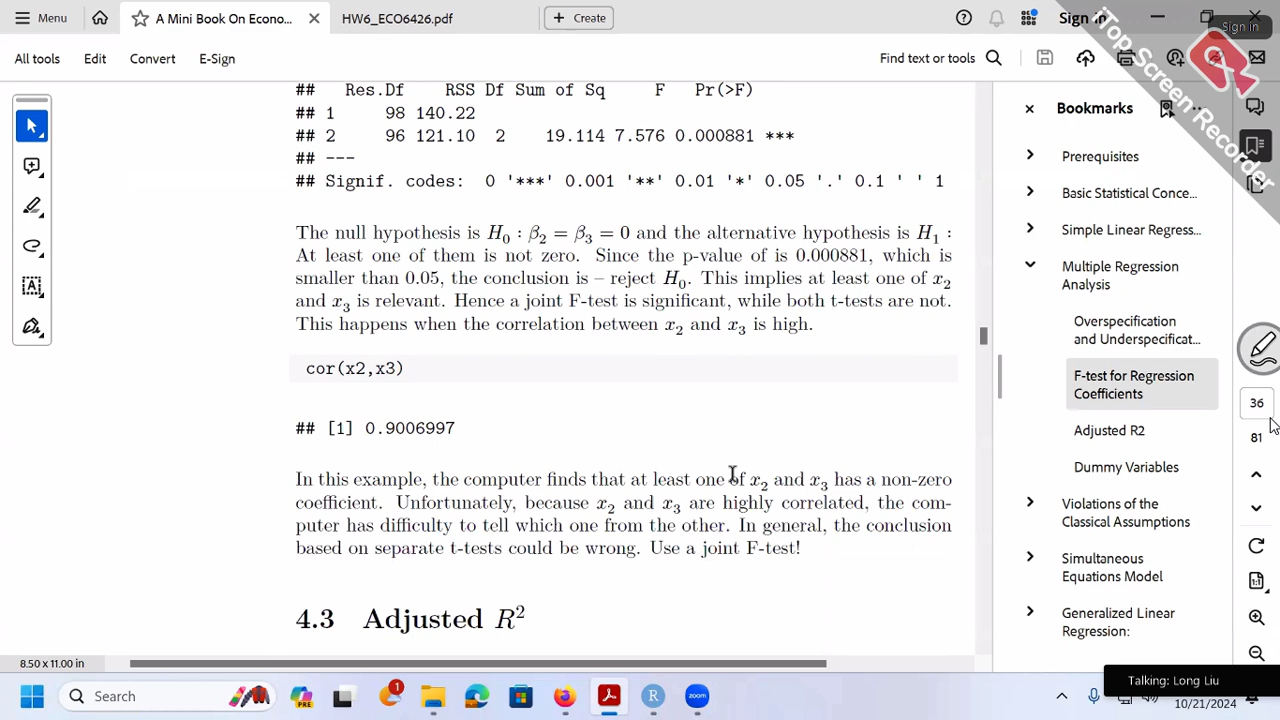 Menu
A Mini Book On Econo...
HW6_ECO6426.pdf
Create
Sign in
Sign in
All tools Edit Convert E-Sign
Find text or tools
iTop Screen Recorder
## Res.Df RSS Df Sum of Sq F Pr(>F)
## 1 98 140.22
## 2 96 121.10 2 19.114 7.576 0.000881 ***
## ---
## Signif. codes: 0 '***' 0.001 '**' 0.01 '*' 0.05 '.' 0.1 ' ' 1
The null hypothesis is H₀ : β₂ = β₃ = 0 and the alternative hypothesis is H₁ :
At least one of them is not zero. Since the p-value of is 0.000881, which is
smaller than 0.05, the conclusion is – reject H₀. This implies at least one of x₂
and x₃ is relevant. Hence a joint F-test is significant, while both t-tests are not.
This happens when the correlation between x₂ and x₃ is high.
cor(x2,x3)
## [1] 0.9006997
In this example, the computer finds that at least one of x₂ and x₃ has a non-zero
coefficient. Unfortunately, because x₂ and x₃ are highly correlated, the com-
puter has difficulty to tell which one from the other. In general, the conclusion
based on separate t-tests could be wrong. Use a joint F-test!
4.3 Adjusted R²
8.50 x 11.00 in
Bookmarks
Prerequisites
Basic Statistical Conce...
Simple Linear Regress...
Multiple Regression
Analysis
Overspecification
and Underspecificat...
F-test for Regression
Coefficients
Adjusted R2
Dummy Variables
Violations of the
Classical Assumptions
Simultaneous
Equations Model
Generalized Linear
Regression:
36
81
1:1
Talking: Long Liu
Search
PRE
1
R
zoom
10/21/2024